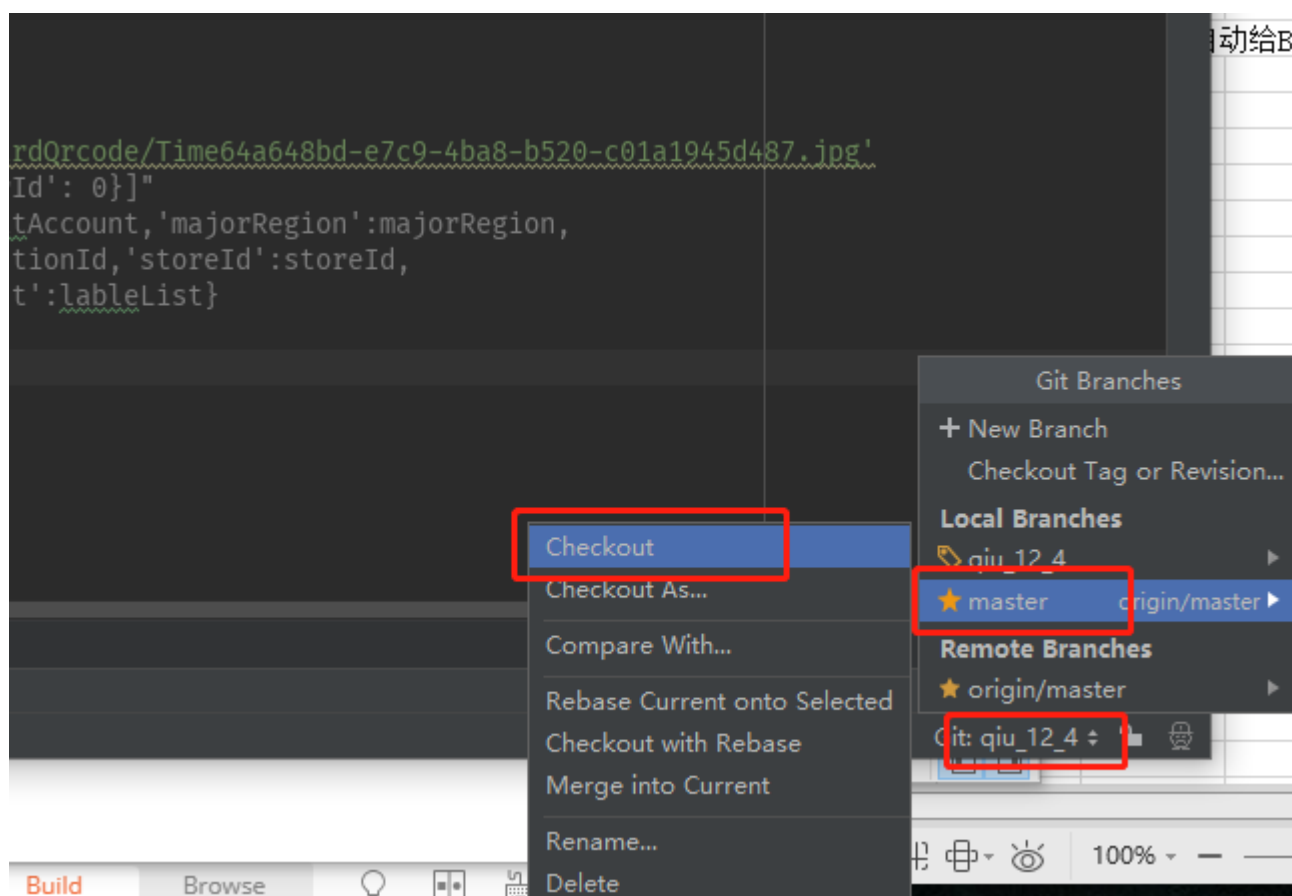 动给B
rdQrcode/Time64a648bd-e7c9-4ba8-b520-c01a1945d487.jpg'
Id': 0}]"
tAccount,'majorRegion':majorRegion,
tionId,'storeId':storeId,
t':lableList}
Git Branches
+ New Branch
Checkout Tag or Revision...
Local Branches
qiu_12_4
master origin/master
Remote Branches
origin/master
Git: qiu_12_4
Checkout
Checkout As...
Compare With...
Rebase Current onto Selected
Checkout with Rebase
Merge into Current
Rename...
Delete
100%
Build Browse